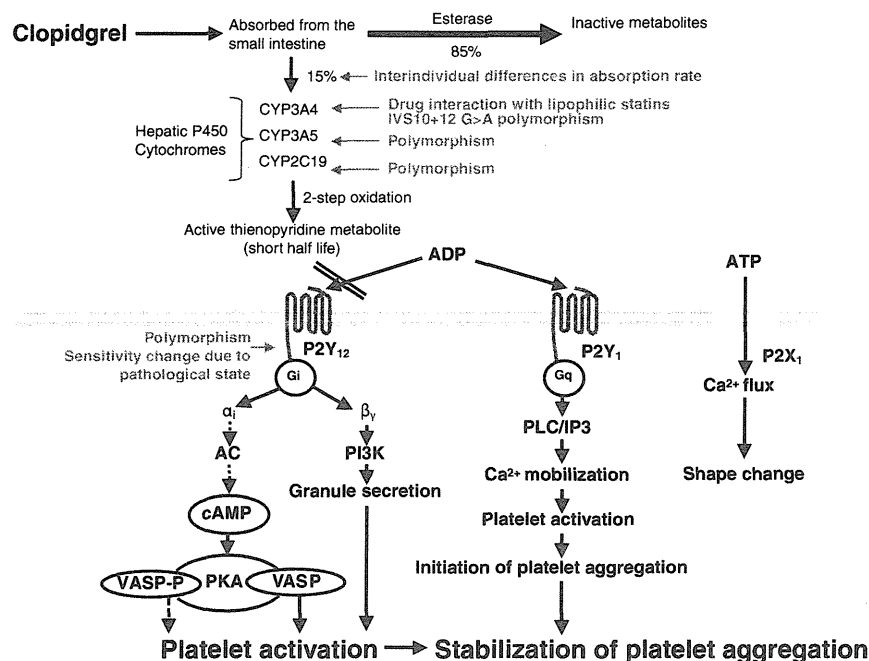 Clopidgrel
Absorbed from the
small intestine
Esterase
85%
Inactive metabolites
15%
Interindividual differences in absorption rate
Hepatic P450
Cytochromes
CYP3A4
Drug interaction with lipophilic statins
IVS10+12 G>A polymorphism
CYP3A5
Polymorphism
CYP2C19
Polymorphism
2-step oxidation
Active thienopyridine metabolite
(short half life)
ADP
ATP
Polymorphism
Sensitivity change due to
pathological state
P2Y12
Gi
P2Y1
Gq
P2X1
Ca2+ flux
Shape change
αi
βγ
AC
PI3K
Granule secretion
cAMP
VASP-P
PKA
VASP
PLC/IP3
Ca2+ mobilization
Platelet activation
Initiation of platelet aggregation
Platelet activation
Stabilization of platelet aggregation